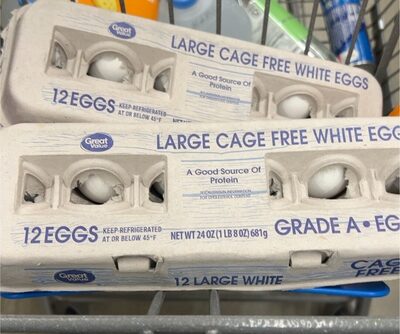 Great
Value
LARGE CAGE FREE WHITE EGGS
A Good Source Of
Protein
12 EGGS
KEEP REFRIGERATED
AT OR BELOW 45°F
Great
Value
LARGE CAGE FREE WHITE EGG
A Good Source Of
Protein
12 EGGS
KEEP REFRIGERATED
AT OR BELOW 45°F
NET WT 24 OZ (1 LB 8 OZ) 681g
GRADE A • EG
Great
Value
12 LARGE WHITE
CAG
FREE